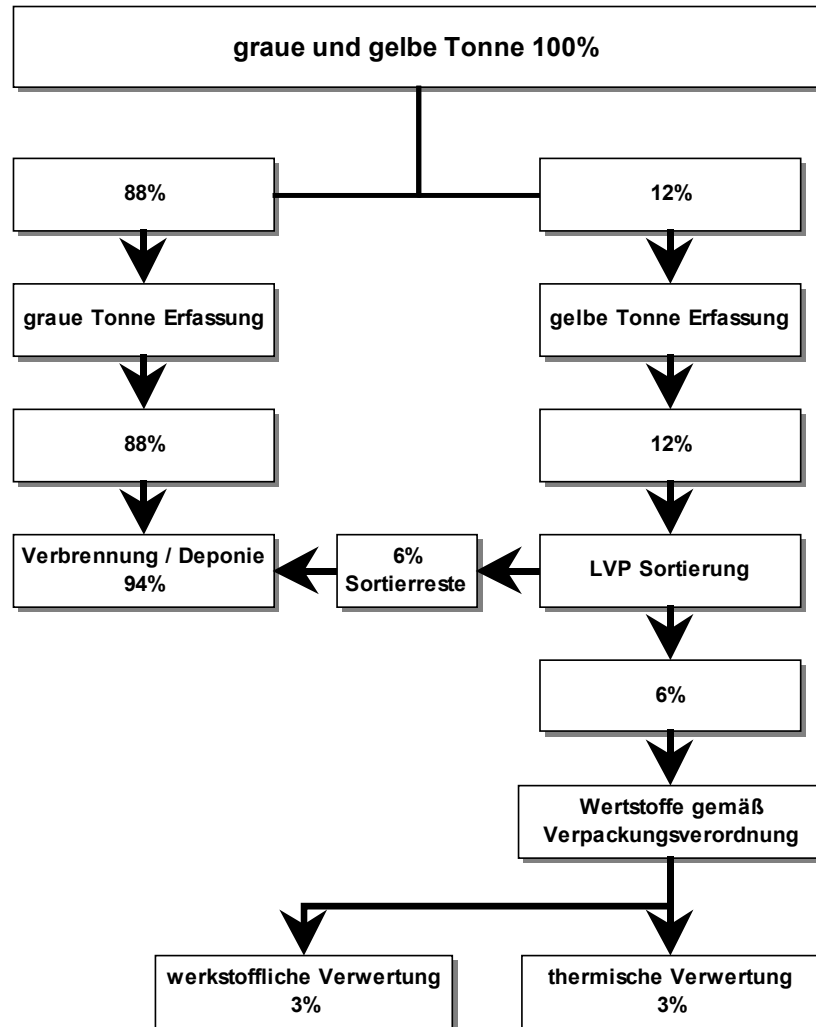 graue und gelbe Tonne 100%
88%
12%
graue Tonne Erfassung
gelbe Tonne Erfassung
88%
12%
Verbrennung / Deponie
94%
6%
Sortierreste
LVP Sortierung
6%
Wertstoffe gemäß
Verpackungsverordnung
werkstoffliche Verwertung
3%
thermische Verwertung
3%